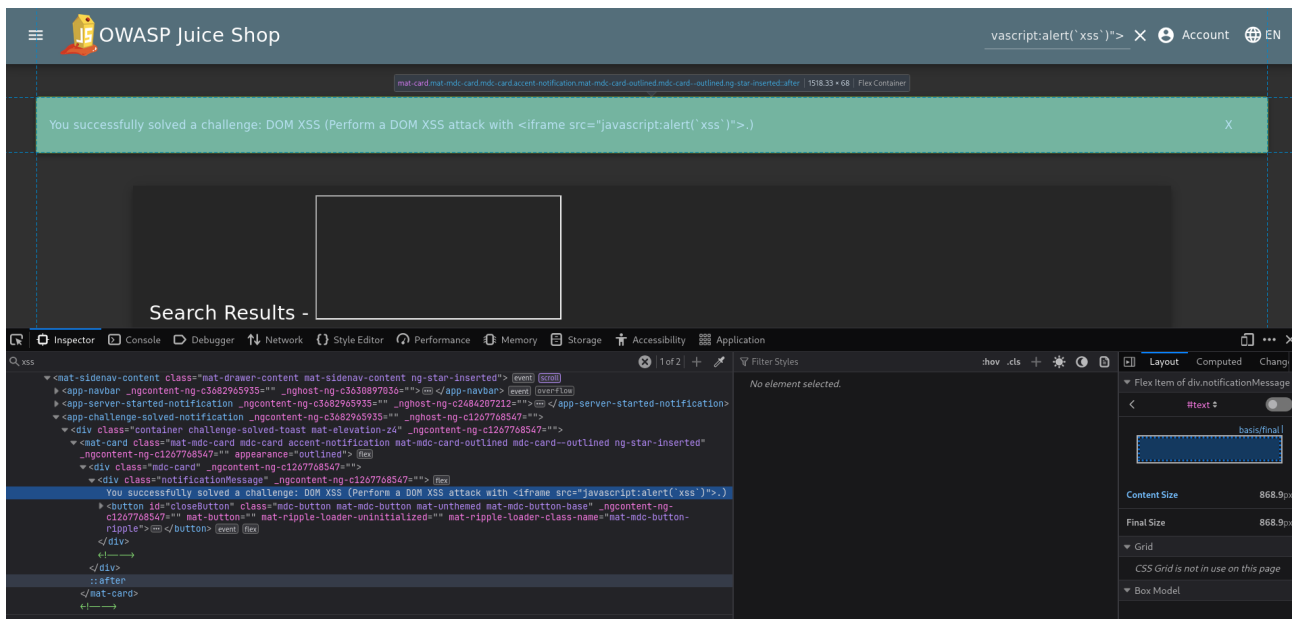 OWASP Juice Shop
vascript:alert(`xss`)">
Account
EN
mat-card.mat-mdc-card.mdc-card.accent-notification.mat-mdc-card-outlined.mdc-card--outlined.ng-star-inserted::after | 1518.33 × 68 | Flex Container
You successfully solved a challenge: DOM XSS (Perform a DOM XSS attack with <iframe src="javascript:alert(`xss`)">.)
X
Search Results -
Inspector Console Debugger Network Style Editor Performance Memory Storage Accessibility Application
xss
1 of 2
Filter Styles
:hov .cls
Layout Computed Chang
<mat-sidenav-content class="mat-drawer-content mat-sidenav-content ng-star-inserted"> event scroll
<app-navbar _ngcontent-ng-c3682965935="" _nghost-ng-c3630897036=""> </app-navbar> event overflow
<app-server-started-notification _ngcontent-ng-c3682965935="" _nghost-ng-c2484207212=""> </app-server-started-notification>
<app-challenge-solved-notification _ngcontent-ng-c3682965935="" _nghost-ng-c1267768547="">
<div class="container challenge-solved-toast mat-elevation-z4" _ngcontent-ng-c1267768547="">
<mat-card class="mat-mdc-card mdc-card accent-notification mat-mdc-card-outlined mdc-card--outlined ng-star-inserted"
_ngcontent-ng-c1267768547="" appearance="outlined"> flex
<div class="mdc-card" _ngcontent-ng-c1267768547="">
<div class="notificationMessage" _ngcontent-ng-c1267768547=""> flex
You successfully solved a challenge: DOM XSS (Perform a DOM XSS attack with <iframe src="javascript:alert(`xss`)">.)
<button id="closeButton" class="mdc-button mat-mdc-button mat-unthemed mat-mdc-button-base" _ngcontent-ng-
c1267768547="" mat-button="" mat-ripple-loader-uninitialized="" mat-ripple-loader-class-name="mat-mdc-button-
ripple"> </button> event flex
</div>
<!---->
</div>
::after
</mat-card>
<!---->
No element selected.
Flex Item of div.notificationMessage
#text
basis/final
Content Size 868.9px
Final Size 868.9px
Grid
CSS Grid is not in use on this page
Box Model